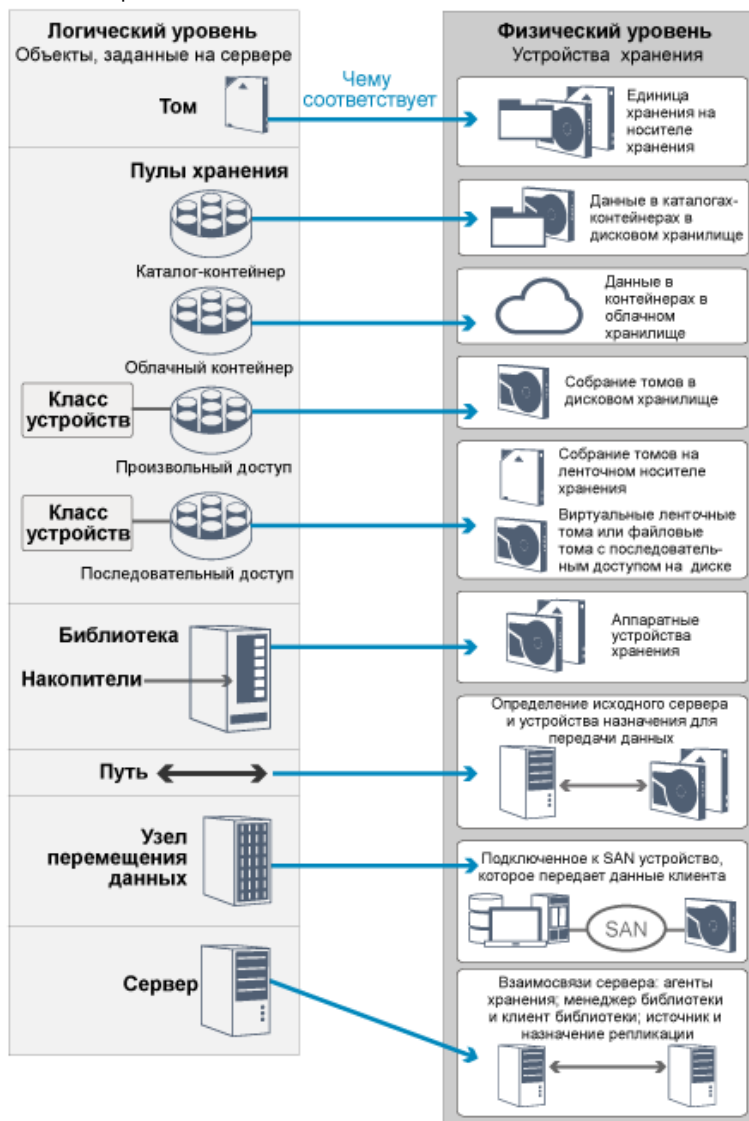 Логический уровень
Объекты, заданные на сервере
Физический уровень
Устройства хранения
Чему
соответствует
Том
Единица
хранения на
носителе
хранения
Пулы хранения
Каталог-контейнер
Данные в каталогах-
контейнерах в
дисковом хранилище
Облачный контейнер
Данные в
контейнерах в
облачном
хранилище
Класс
устройств
Произвольный доступ
Собрание томов в
дисковом хранилище
Класс
устройств
Последовательный доступ
Собрание томов на
ленточном носителе
хранения
Виртуальные ленточные
тома или файловые
тома с последователь-
ным доступом на диске
Библиотека
Накопители
Аппаратные
устройства
хранения
Путь
Определение исходного сервера
и устройства назначения для
передачи данных
Узел
перемещения
данных
Подключенное к SAN устройство,
которое передает данные клиента
SAN
Сервер
Взаимосвязи сервера: агенты
хранения; менеджер библиотеки
и клиент библиотеки; источник и
назначение репликации